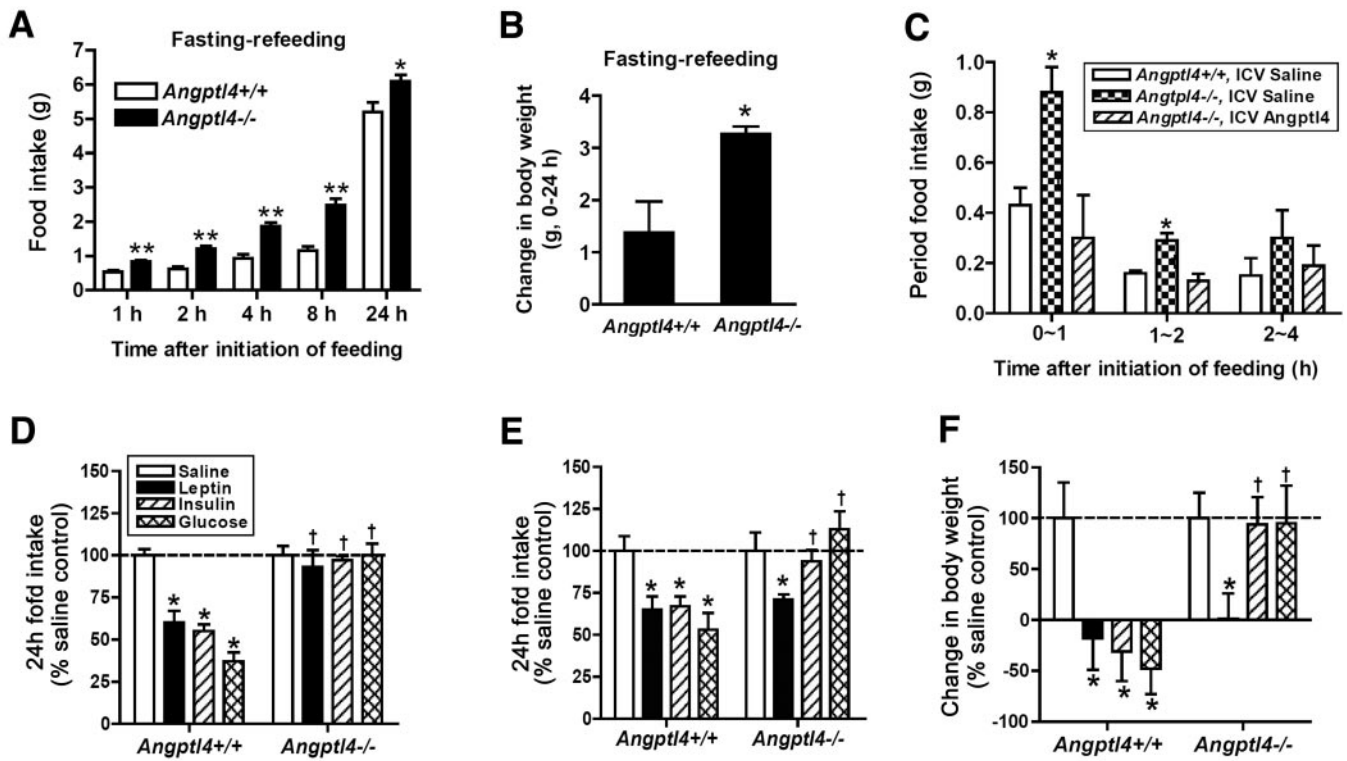 A
Fasting-refeeding
Food intake (g)
7
6
5
4
3
2
1
0
Angptl4+/+
Angptl4-/-
**
**
**
**
*
1 h
2 h
4 h
8 h
24 h
Time after initiation of feeding
B
Fasting-refeeding
Change in body weight
(g, 0-24 h)
4
3
2
1
0
*
Angptl4+/+
Angptl4-/-
C
Period food intake (g)
1.0
0.8
0.6
0.4
0.2
0.0
*
*
Angptl4+/+, ICV Saline
Angtpl4-/-, ICV Saline
Angptl4-/-, ICV Angptl4
0~1
1~2
2~4
Time after initiation of feeding (h)
D
24h fofd intake
(% saline control)
150
125
100
75
50
25
0
Saline
Leptin
Insulin
Glucose
*
*
*
†
†
†
Angptl4+/+
Angptl4-/-
E
24h fofd intake
(% saline control)
150
125
100
75
50
25
0
*
*
*
*
†
†
Angptl4+/+
Angptl4-/-
F
Change in body weight
(% saline control)
150
100
50
0
-50
-100
*
*
*
*
†
†
Angptl4+/+
Angptl4-/-